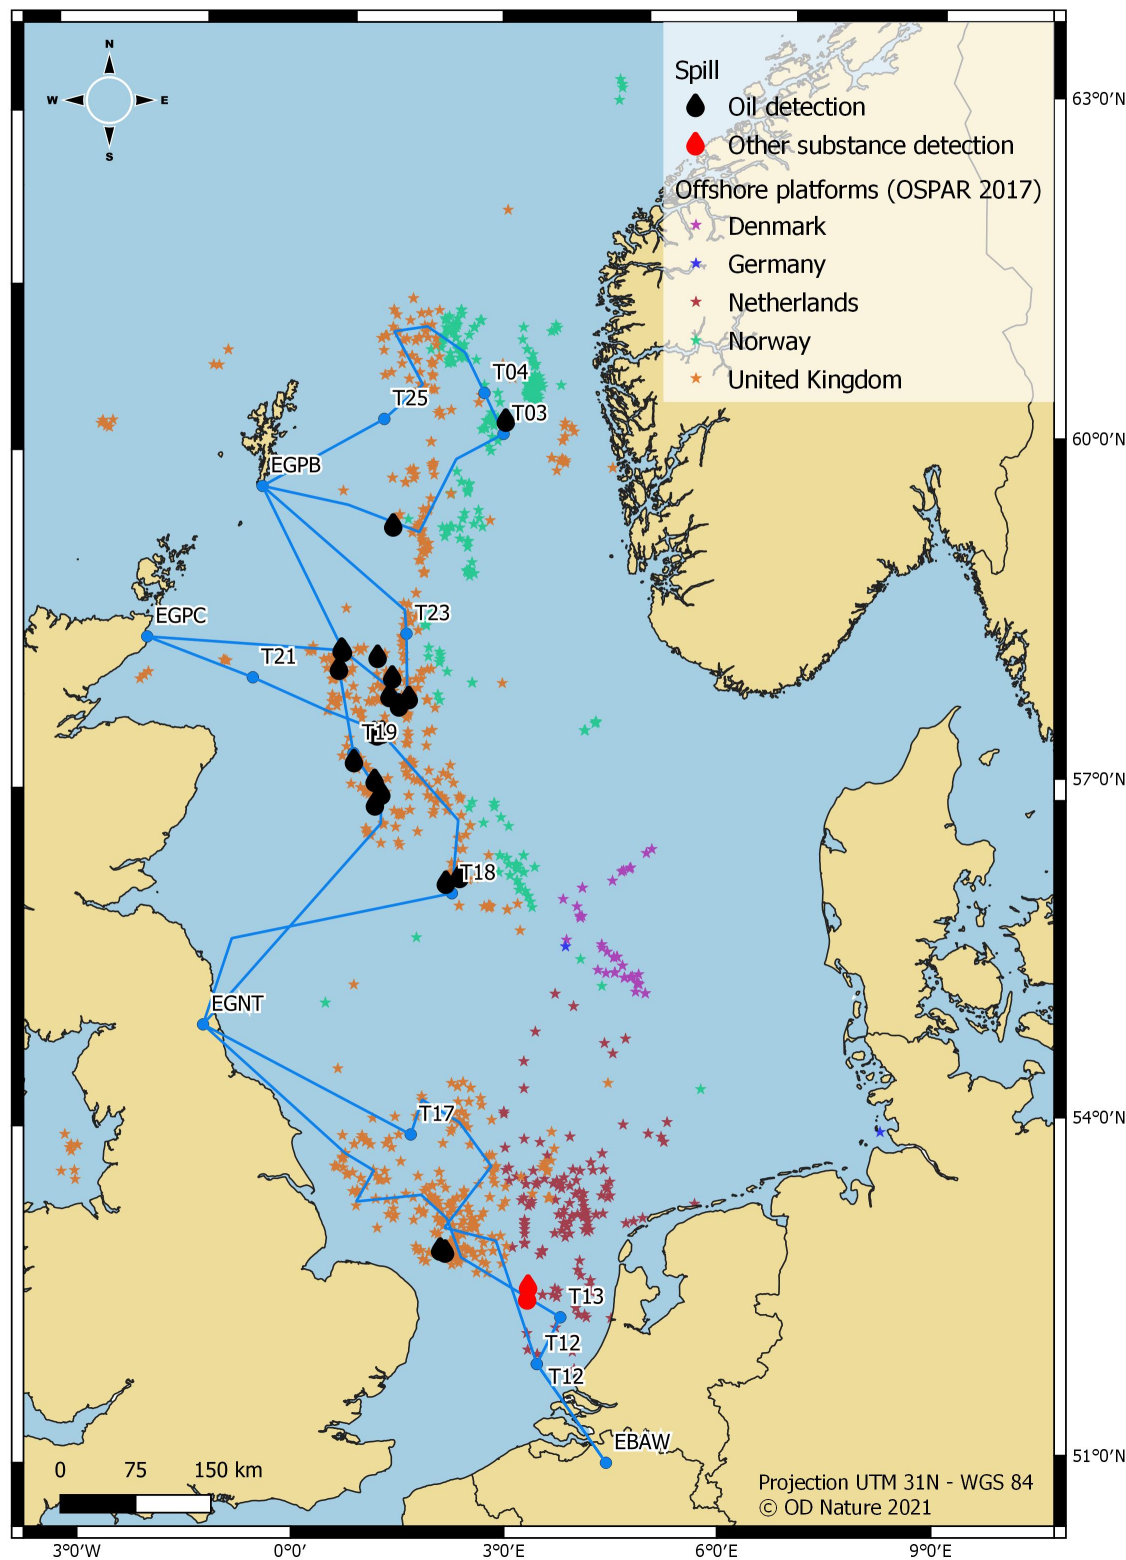 N
W
E
S
Spill
Oil detection
Other substance detection
Offshore platforms (OSPAR 2017)
Denmark
Germany
Netherlands
Norway
United Kingdom
63°0'N
60°0'N
57°0'N
54°0'N
51°0'N
T04
T25
T03
EGPB
EGPC
T23
T21
T19
T18
EGNT
T17
T13
T12
T12
EBAW
0 75 150 km
Projection UTM 31N - WGS 84
© OD Nature 2021
3°0'W
0°0'
3°0'E
6°0'E
9°0'E